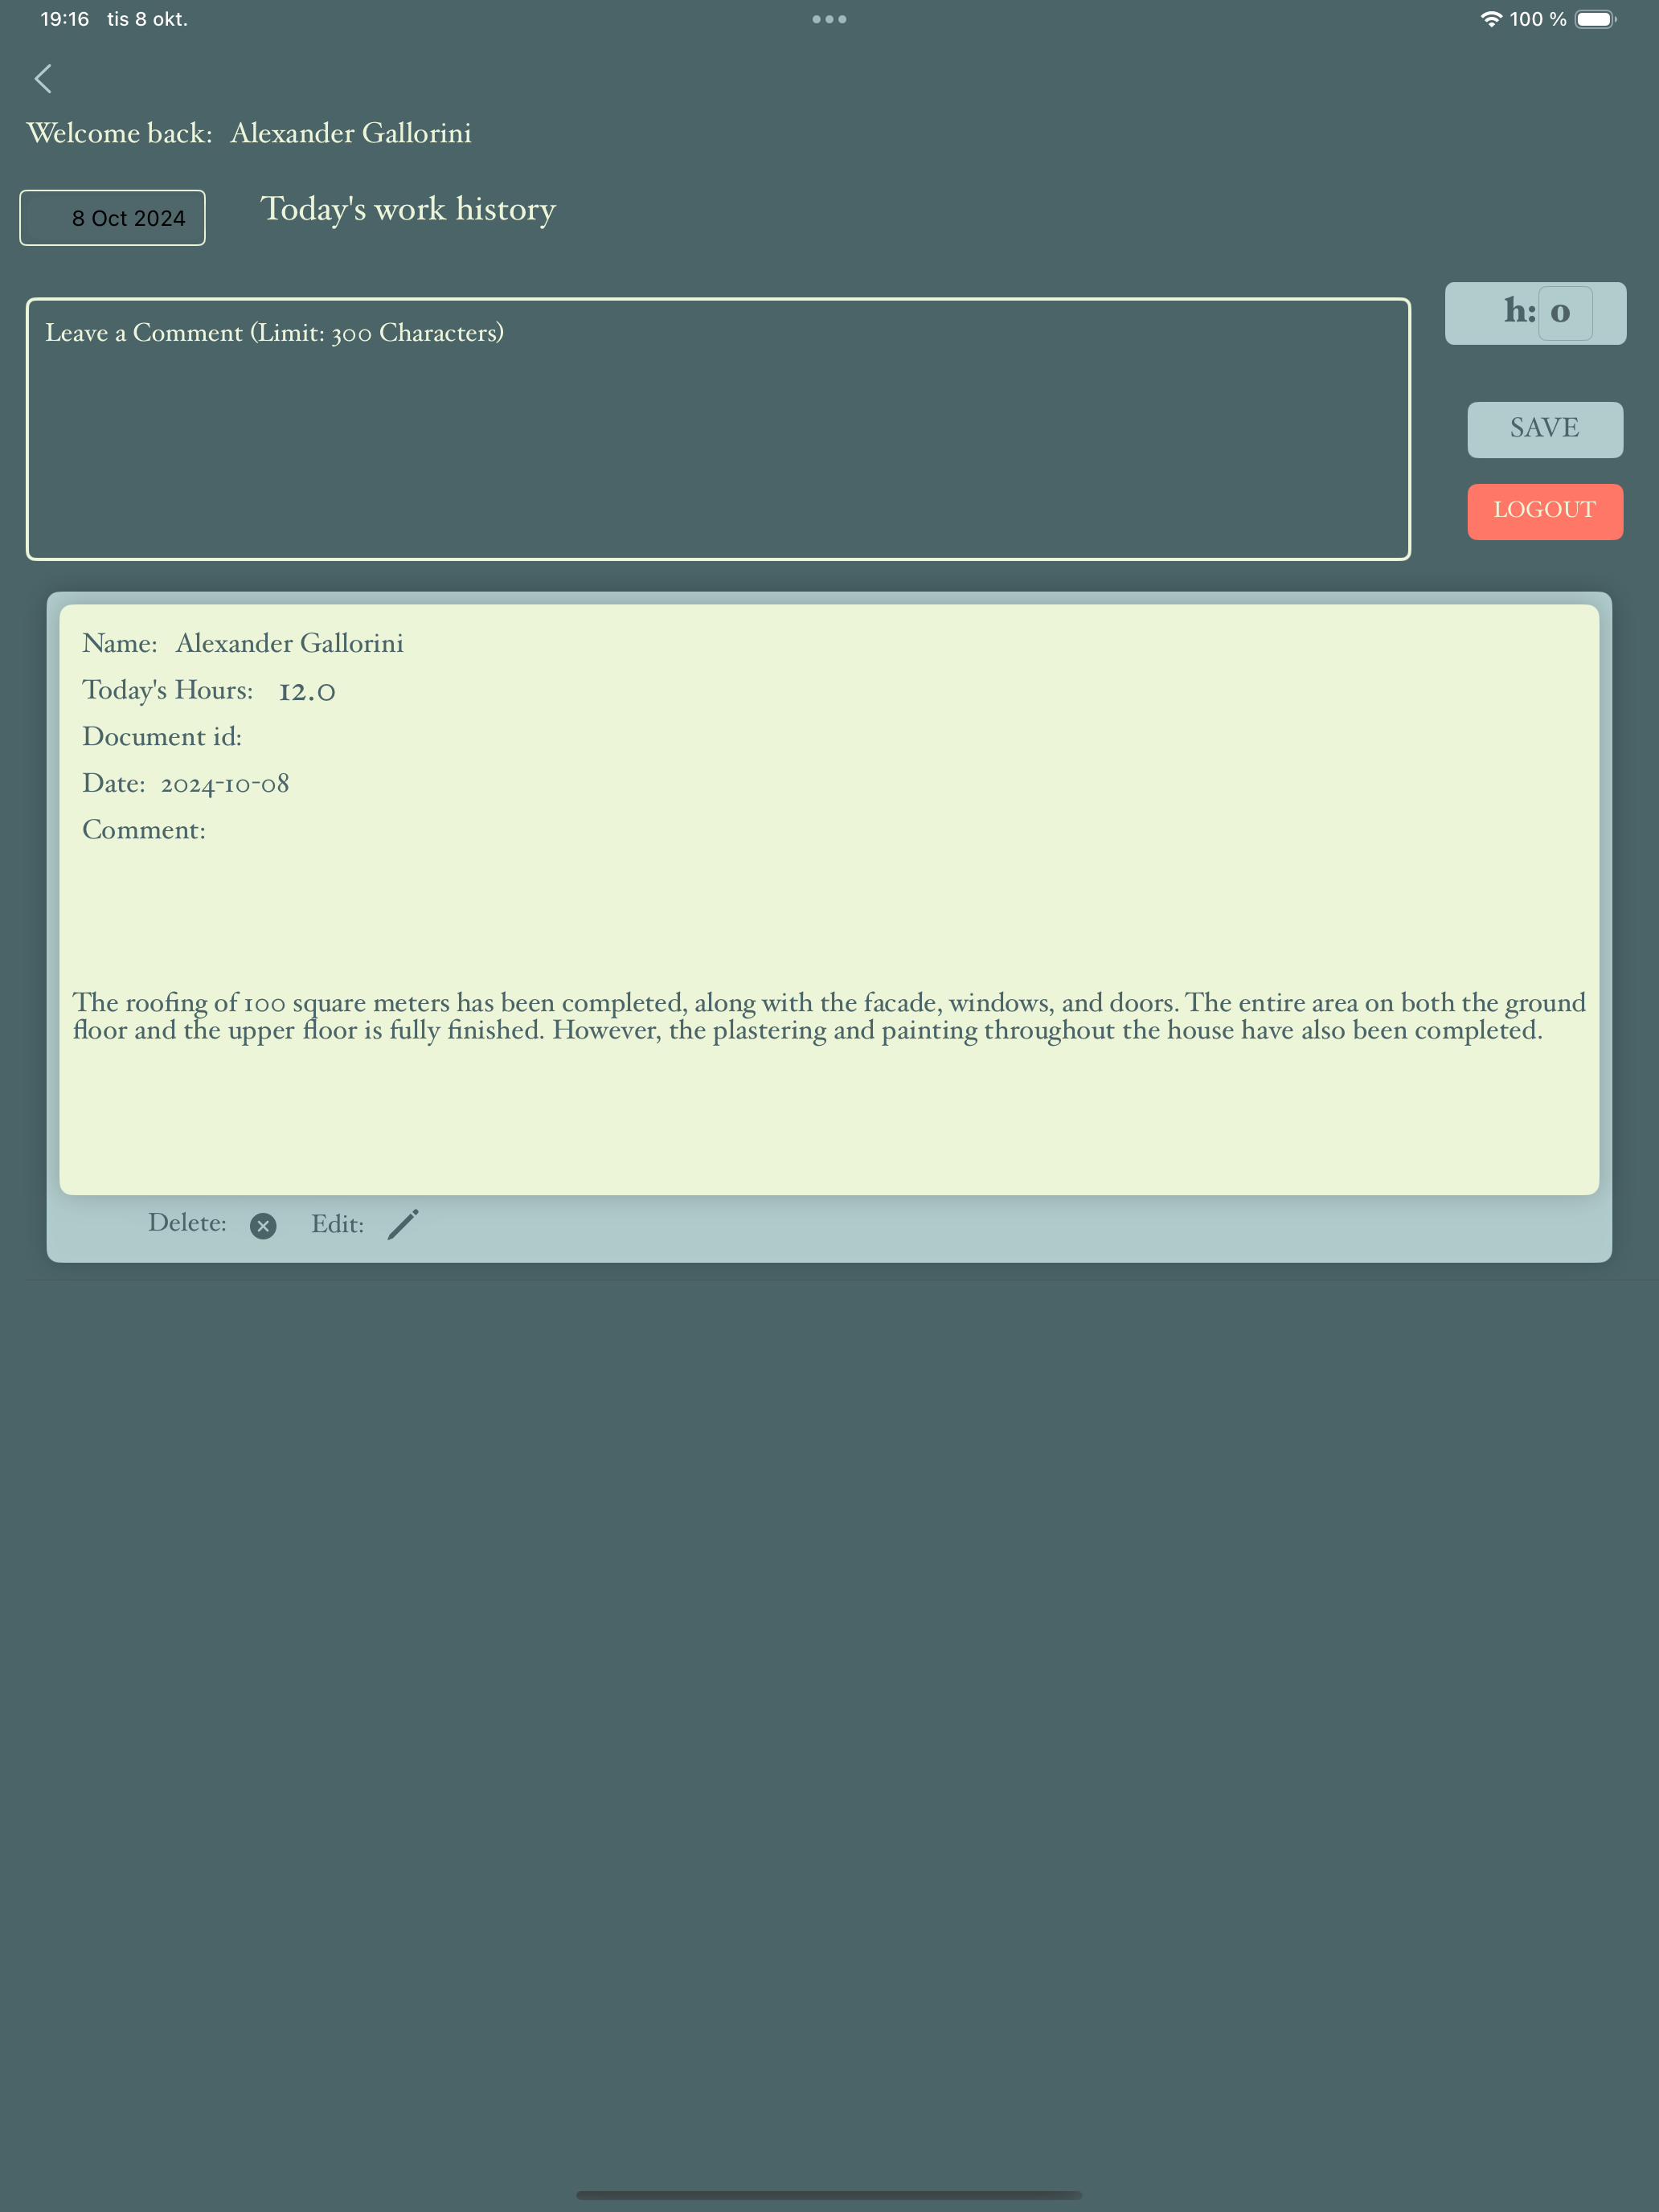 19:16 tis 8 okt.
100 %
Welcome back: Alexander Gallorini
8 Oct 2024
Today's work history
h: 0
Leave a Comment (Limit: 300 Characters)
SAVE
LOGOUT
Name: Alexander Gallorini
Today's Hours: 12.0
Document id:
Date: 2024-10-08
Comment:
The roofing of 100 square meters has been completed, along with the facade, windows, and doors. The entire area on both the ground
floor and the upper floor is fully finished. However, the plastering and painting throughout the house have also been completed.
Delete: Edit: